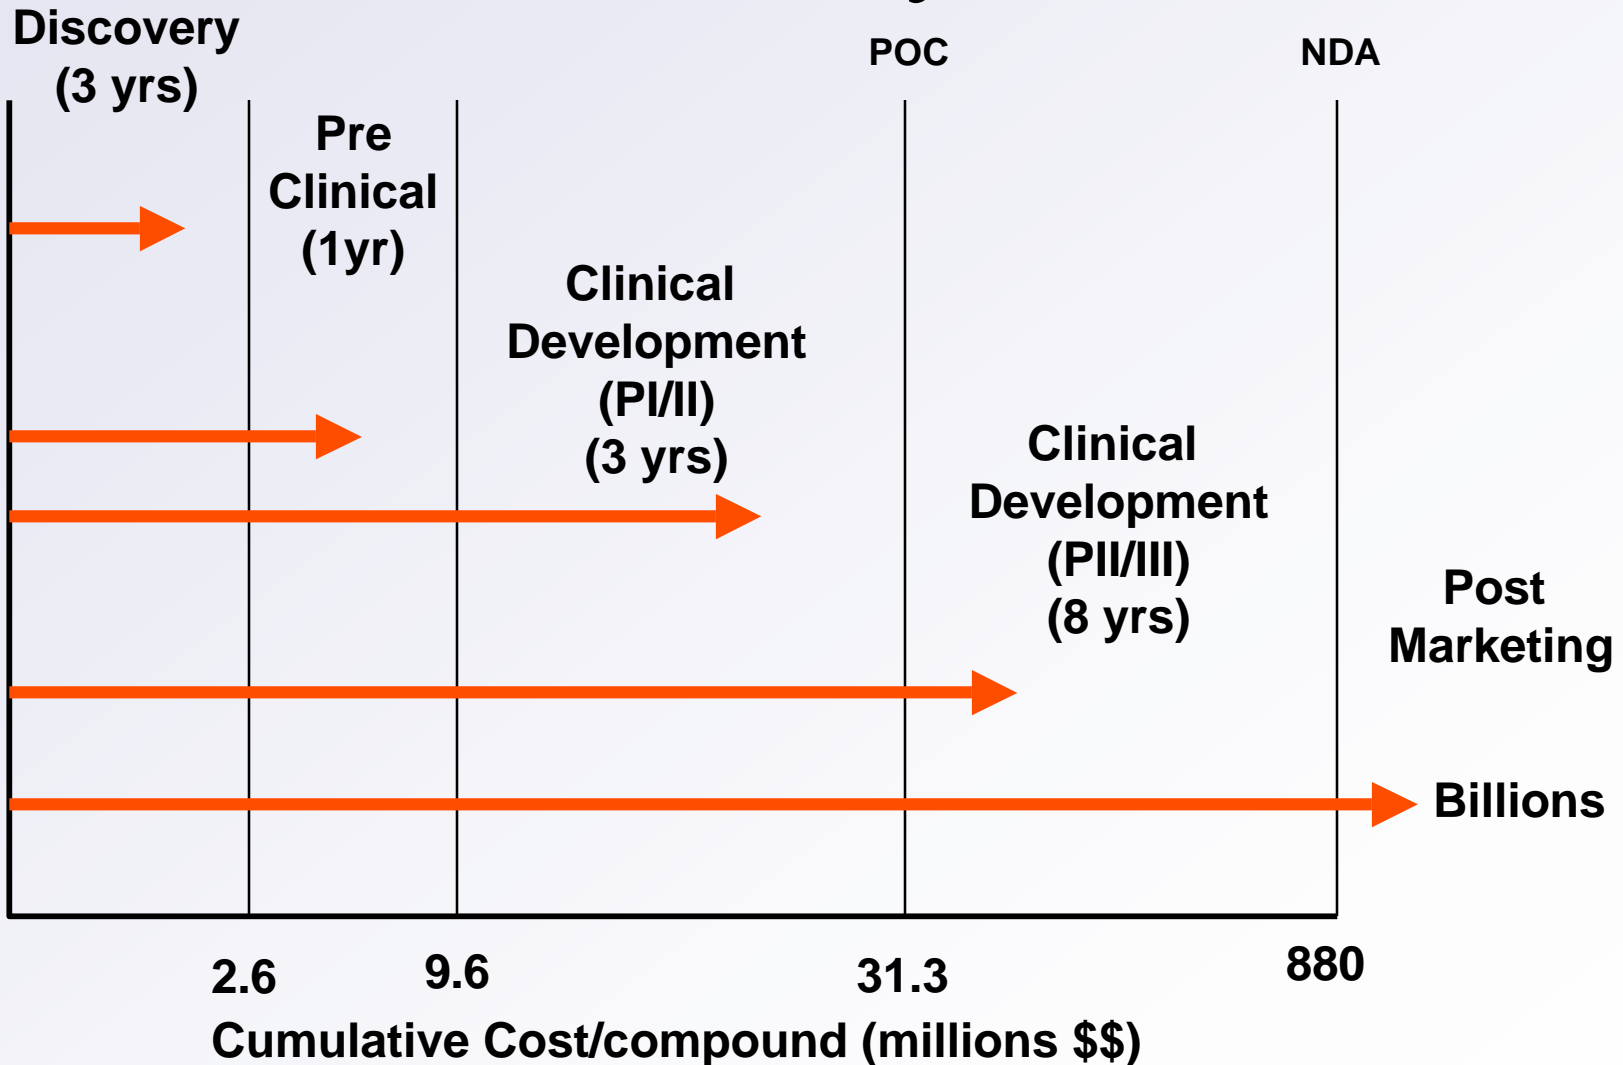 Discovery
(3 yrs)
POC
NDA
Pre
Clinical
(1yr)
Clinical
Development
(PI/II)
(3 yrs)
Clinical
Development
(PII/III)
(8 yrs)
Post
Marketing
Billions
2.6
9.6
31.3
880
Cumulative Cost/compound (millions $$)